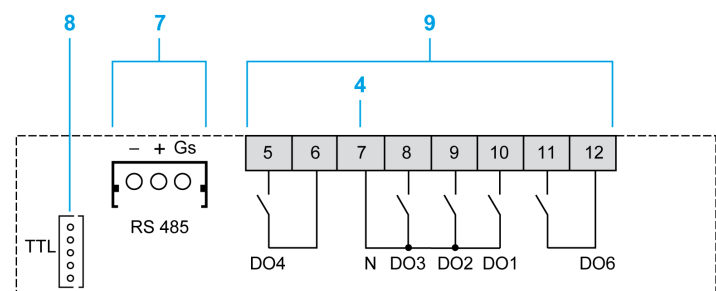 8 7 9
4
– + Gs
5 6 7 8 9 10 11 12
RS 485
TTL
DO4 N DO3 DO2 DO1 DO6